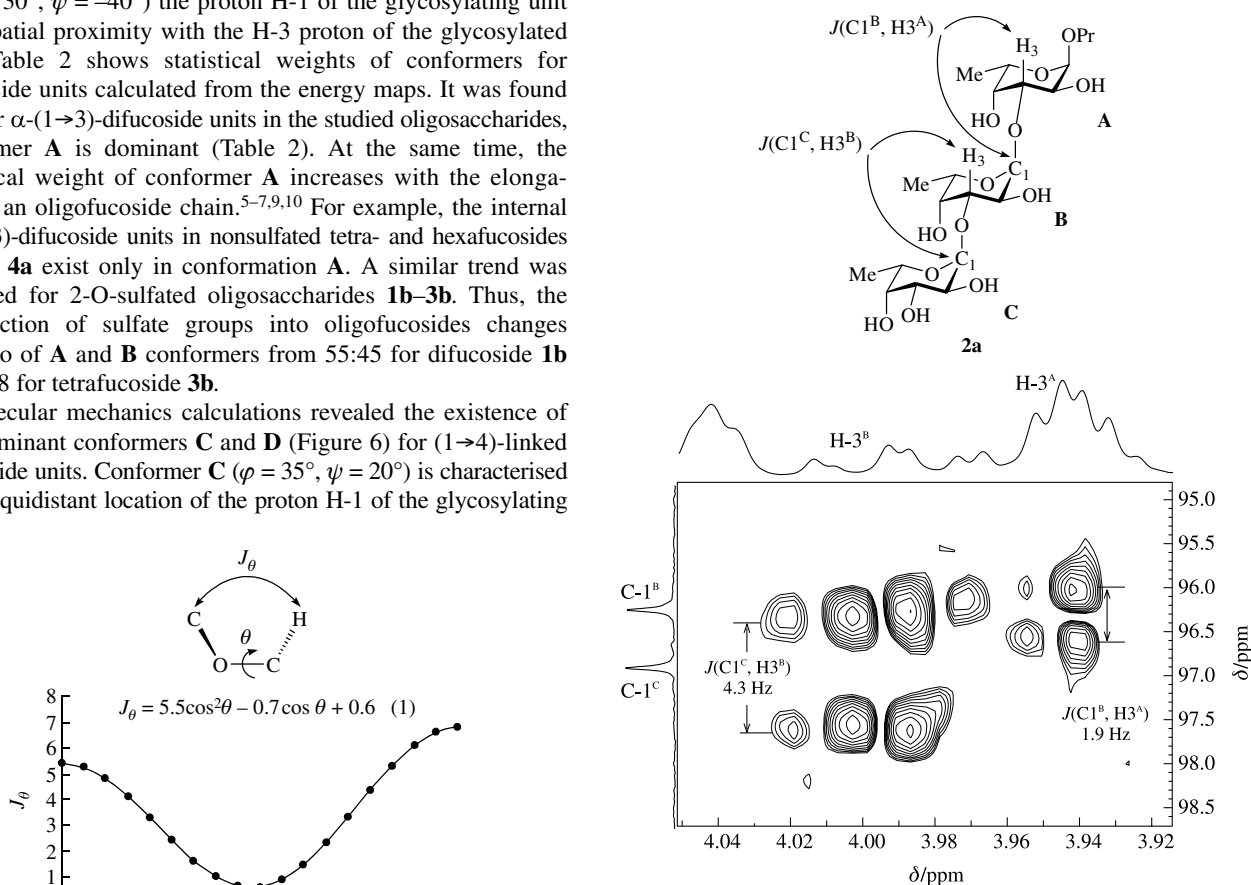 30°, ψ = –40°) the proton H-1 of the glycosylating unit
patial proximity with the H-3 proton of the glycosylated
Table 2 shows statistical weights of conformers for
side units calculated from the energy maps. It was found
r α-(1→3)-difucoside units in the studied oligosaccharides,
mer A is dominant (Table 2). At the same time, the
cal weight of conformer A increases with the elonga-
an oligofucoside chain.5–7,9,10 For example, the internal
3)-difucoside units in nonsulfated tetra- and hexafucosides
4a exist only in conformation A. A similar trend was
ed for 2-O-sulfated oligosaccharides 1b–3b. Thus, the
ction of sulfate groups into oligofucosides changes
o of A and B conformers from 55:45 for difucoside 1b
8 for tetrafucoside 3b.
ecular mechanics calculations revealed the existence of
minant conformers C and D (Figure 6) for (1→4)-linked
side units. Conformer C (φ = 35°, ψ = 20°) is characterised
quidistant location of the proton H-1 of the glycosylating
Jθ
C H
θ
O C
Jθ = 5.5cos²θ – 0.7cos θ + 0.6 (1)
8
7
6
5
4
3
2
1
Jθ
J(C1B, H3A)
H3 OPr
Me O OH
HO A
O
J(C1C, H3B)
H3 C1
Me O OH
HO B
O
C1
Me O OH
HO OH C
2a
H-3A
H-3B
C-1B
C-1C
J(C1C, H3B)
4.3 Hz
J(C1B, H3A)
1.9 Hz
95.0
95.5
96.0
96.5
97.0
97.5
98.0
98.5
δ/ppm
4.04 4.02 4.00 3.98 3.96 3.94 3.92
δ/ppm